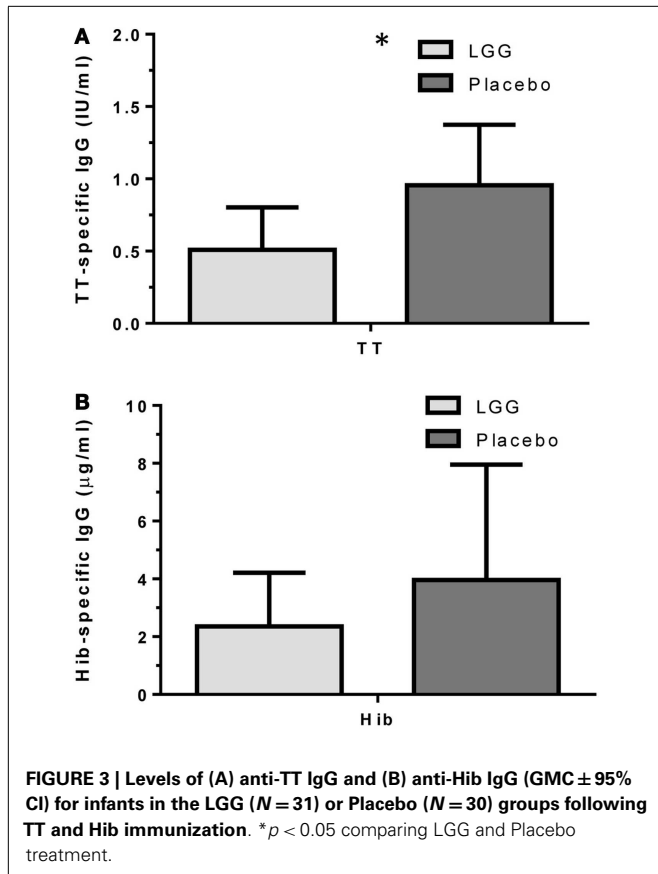 A
2.0
1.5
1.0
0.5
0.0
TT-specific IgG (IU/ml)
*
LGG
Placebo
TT
B
10
8
6
4
2
0
Hib-specific IgG (µg/ml)
LGG
Placebo
Hib
FIGURE 3 | Levels of (A) anti-TT IgG and (B) anti-Hib IgG (GMC ± 95%
CI) for infants in the LGG (N = 31) or Placebo (N = 30) groups following
TT and Hib immunization. *p < 0.05 comparing LGG and Placebo
treatment.